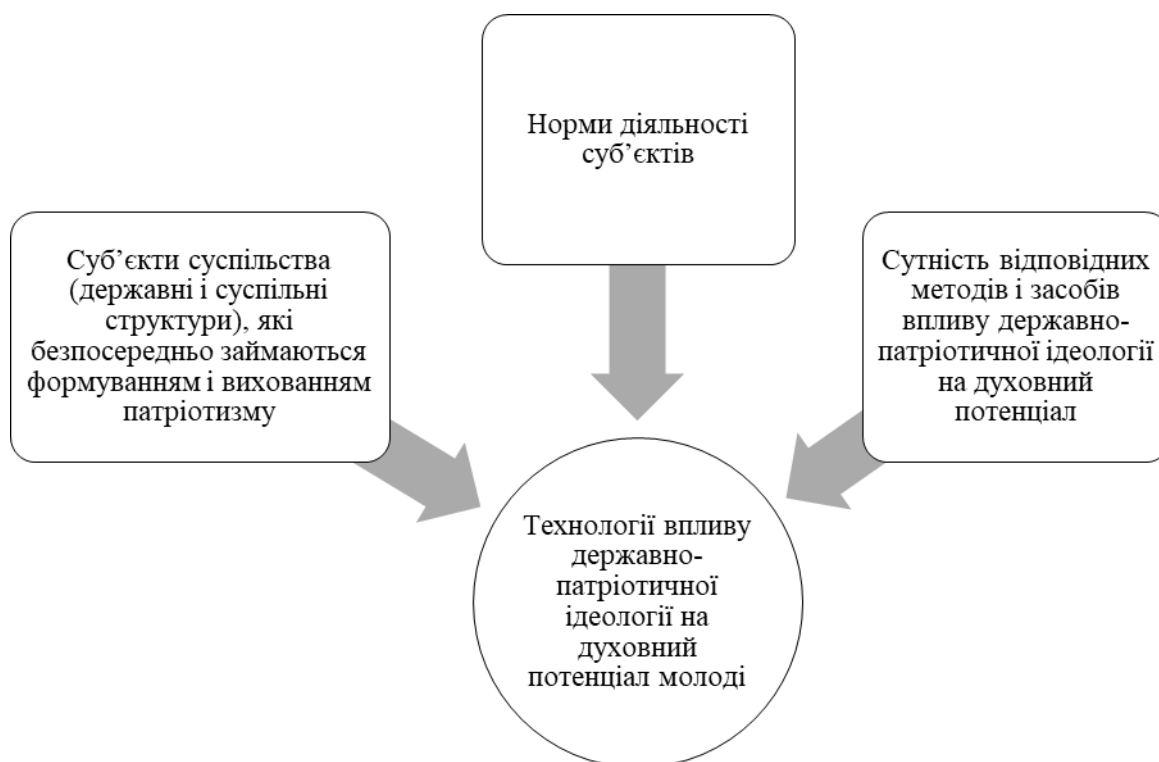 Норми діяльності
суб’єктів
Суб’єкти суспільства
(державні і суспільні
структури), які
безпосередньо займаються
формуванням і вихованням
патріотизму
Сутність відповідних
методів і засобів
впливу державно-
патріотичної ідеології
на духовний
потенціал
Технології впливу
державно-
патріотичної
ідеології на
духовний
потенціал молоді